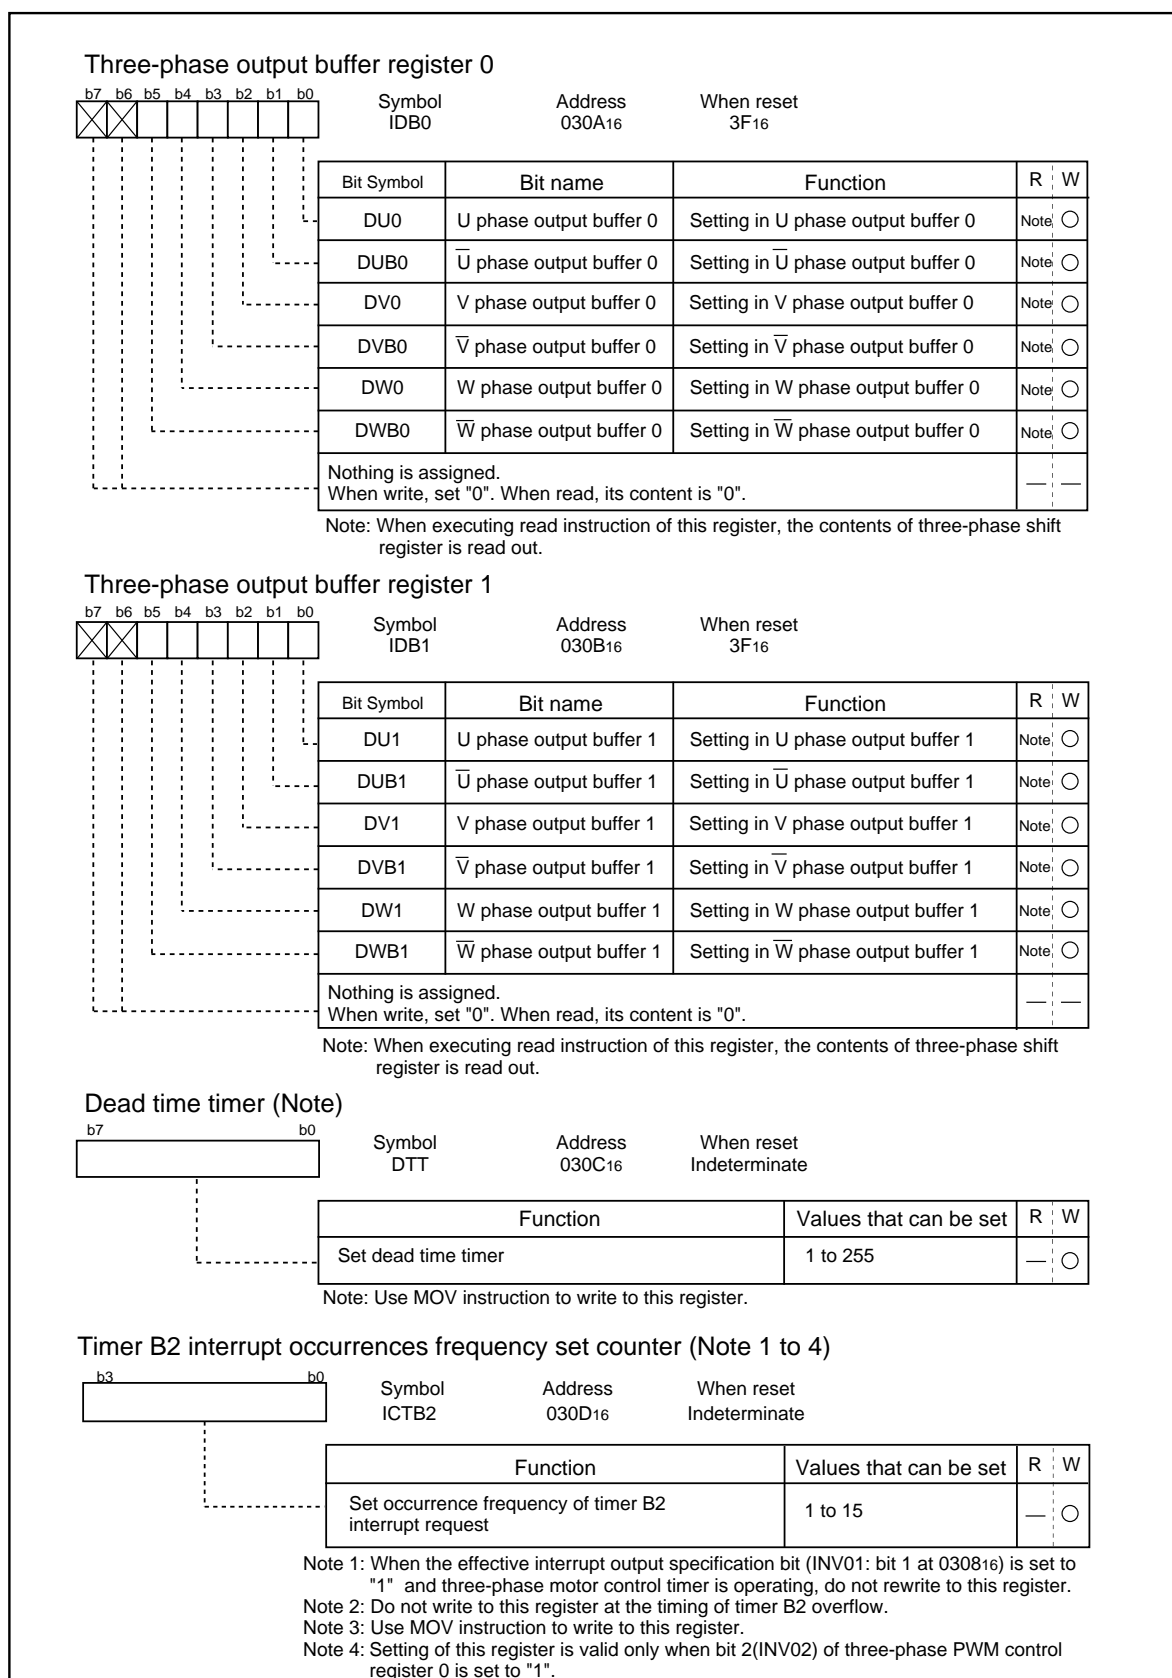 Three-phase output buffer register 0
b7 b6 b5 b4 b3 b2 b1 b0
Symbol Address When reset
IDB0 030A16 3F16
Bit Symbol Bit name Function R W
DU0 U phase output buffer 0 Setting in U phase output buffer 0 Note ○
DUB0 U̅ phase output buffer 0 Setting in U̅ phase output buffer 0 Note ○
DV0 V phase output buffer 0 Setting in V phase output buffer 0 Note ○
DVB0 V̅ phase output buffer 0 Setting in V̅ phase output buffer 0 Note ○
DW0 W phase output buffer 0 Setting in W phase output buffer 0 Note ○
DWB0 W̅ phase output buffer 0 Setting in W̅ phase output buffer 0 Note ○
Nothing is assigned.
When write, set "0". When read, its content is "0". — —
Note: When executing read instruction of this register, the contents of three-phase shift
register is read out.
Three-phase output buffer register 1
b7 b6 b5 b4 b3 b2 b1 b0
Symbol Address When reset
IDB1 030B16 3F16
Bit Symbol Bit name Function R W
DU1 U phase output buffer 1 Setting in U phase output buffer 1 Note ○
DUB1 U̅ phase output buffer 1 Setting in U̅ phase output buffer 1 Note ○
DV1 V phase output buffer 1 Setting in V phase output buffer 1 Note ○
DVB1 V̅ phase output buffer 1 Setting in V̅ phase output buffer 1 Note ○
DW1 W phase output buffer 1 Setting in W phase output buffer 1 Note ○
DWB1 W̅ phase output buffer 1 Setting in W̅ phase output buffer 1 Note ○
Nothing is assigned.
When write, set "0". When read, its content is "0". — —
Note: When executing read instruction of this register, the contents of three-phase shift
register is read out.
Dead time timer (Note)
b7 b0
Symbol Address When reset
DTT 030C16 Indeterminate
Function Values that can be set R W
Set dead time timer 1 to 255 — ○
Note: Use MOV instruction to write to this register.
Timer B2 interrupt occurrences frequency set counter (Note 1 to 4)
b3 b0
Symbol Address When reset
ICTB2 030D16 Indeterminate
Function Values that can be set R W
Set occurrence frequency of timer B2
interrupt request 1 to 15 — ○
Note 1: When the effective interrupt output specification bit (INV01: bit 1 at 030816) is set to
"1" and three-phase motor control timer is operating, do not rewrite to this register.
Note 2: Do not write to this register at the timing of timer B2 overflow.
Note 3: Use MOV instruction to write to this register.
Note 4: Setting of this register is valid only when bit 2(INV02) of three-phase PWM control
register 0 is set to "1".